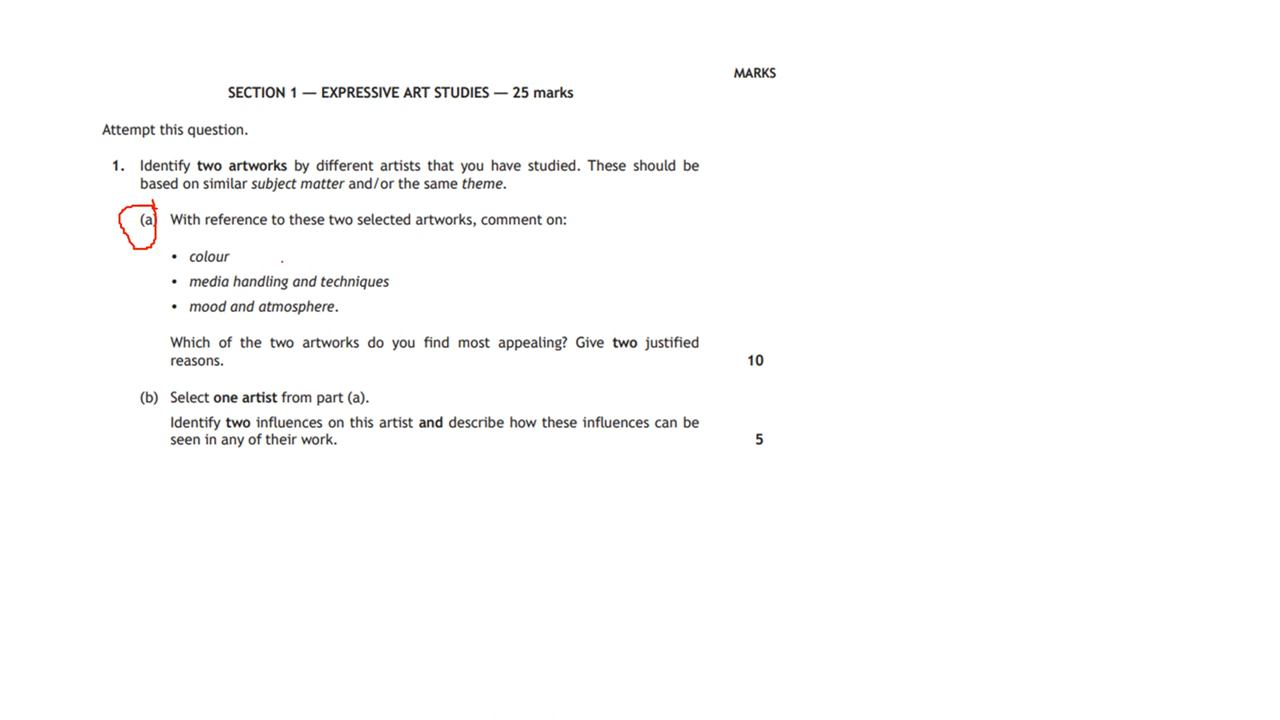 MARKS
SECTION 1 — EXPRESSIVE ART STUDIES — 25 marks
Attempt this question.
1. Identify two artworks by different artists that you have studied. These should be
based on similar subject matter and/or the same theme.
(a) With reference to these two selected artworks, comment on:
• colour
• media handling and techniques
• mood and atmosphere.
Which of the two artworks do you find most appealing? Give two justified
reasons. 10
(b) Select one artist from part (a).
Identify two influences on this artist and describe how these influences can be
seen in any of their work. 5